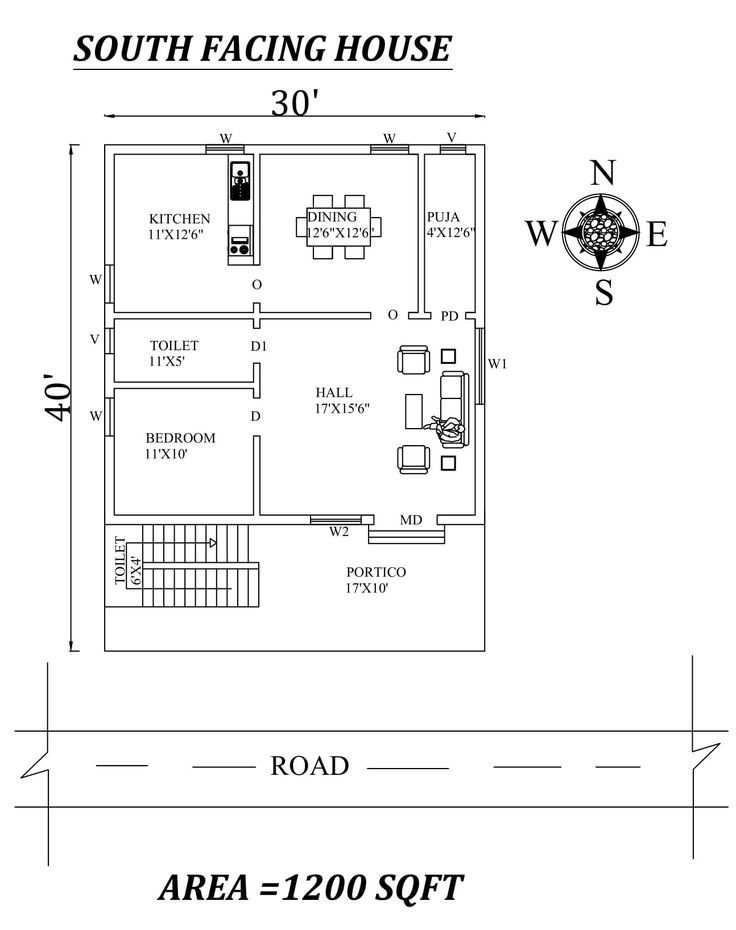 SOUTH FACING HOUSE
30'
W
W
V
N
W
E
S
KITCHEN
11'X12'6"
DINING
12'6"X12'6"
PUJA
4'X12'6"
W
O
O
PD
V
TOILET
11'X5'
D1
W1
40'
HALL
17'X15'6"
W
D
BEDROOM
11'X10'
MD
W2
TOILET
6'X4'
PORTICO
17'X10'
ROAD
AREA =1200 SQFT